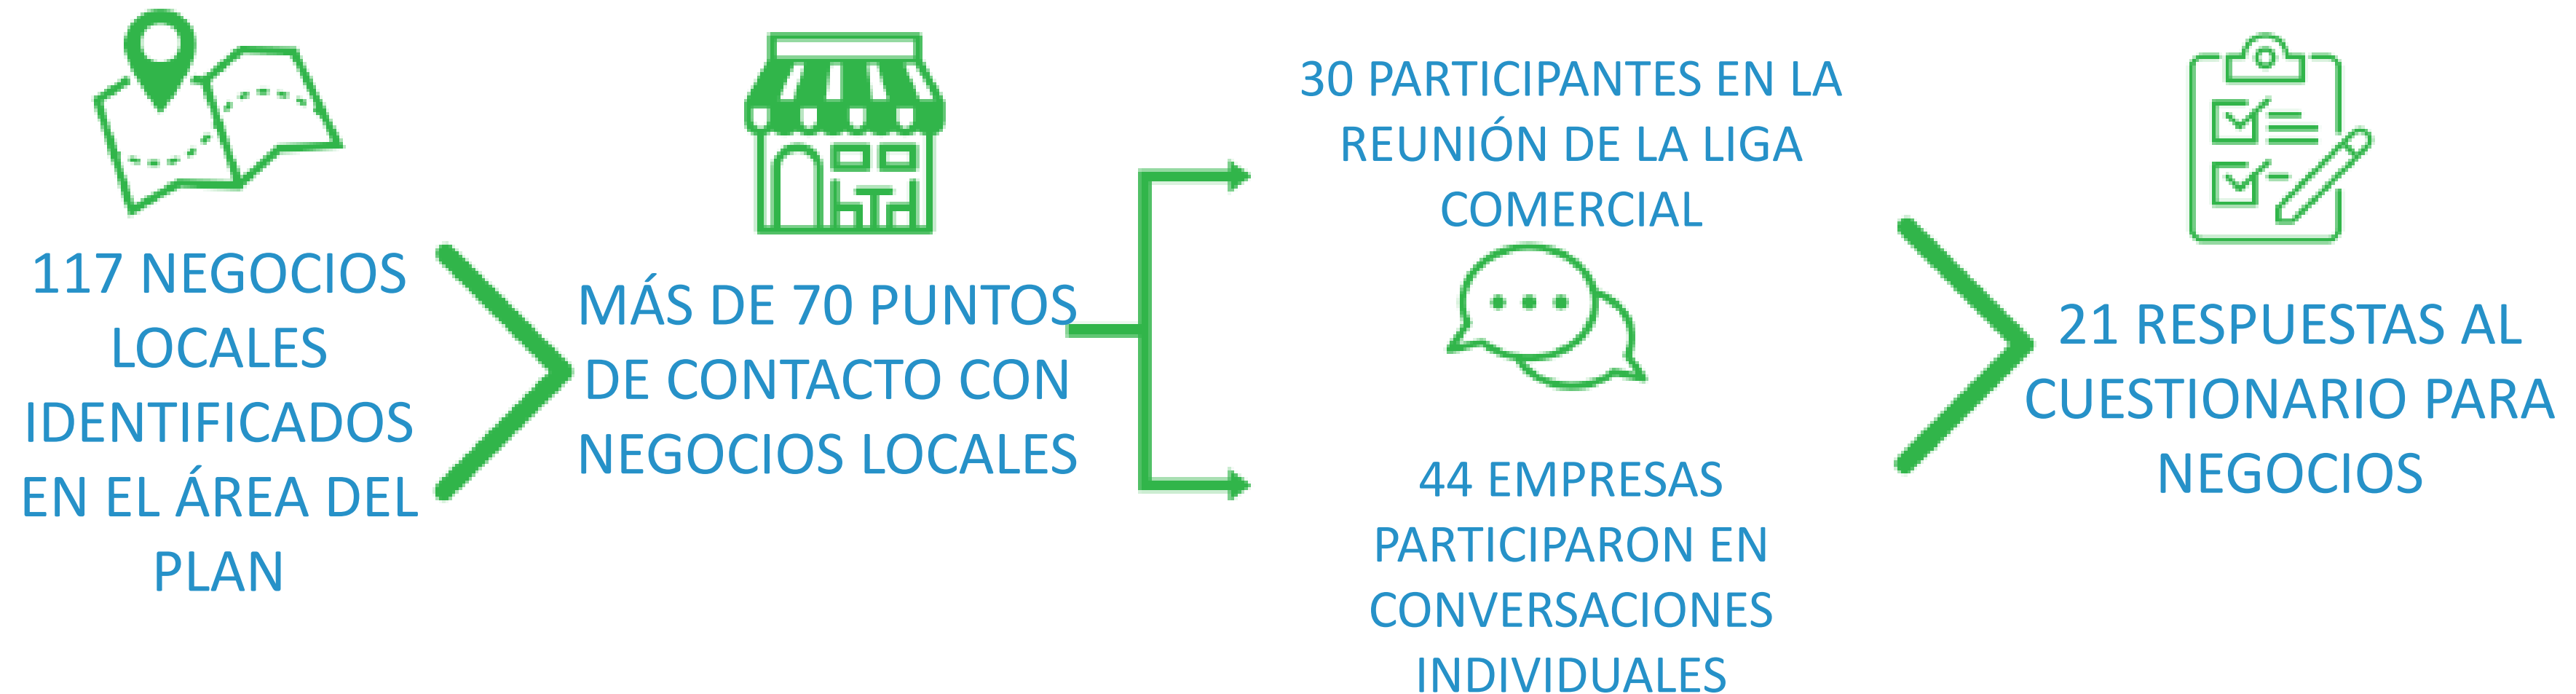 117 NEGOCIOS
LOCALES
IDENTIFICADOS
EN EL ÁREA DEL
PLAN
MÁS DE 70 PUNTOS
DE CONTACTO CON
NEGOCIOS LOCALES
30 PARTICIPANTES EN LA
REUNIÓN DE LA LIGA
COMERCIAL
44 EMPRESAS
PARTICIPARON EN
CONVERSACIONES
INDIVIDUALES
21 RESPUESTAS AL
CUESTIONARIO PARA
NEGOCIOS